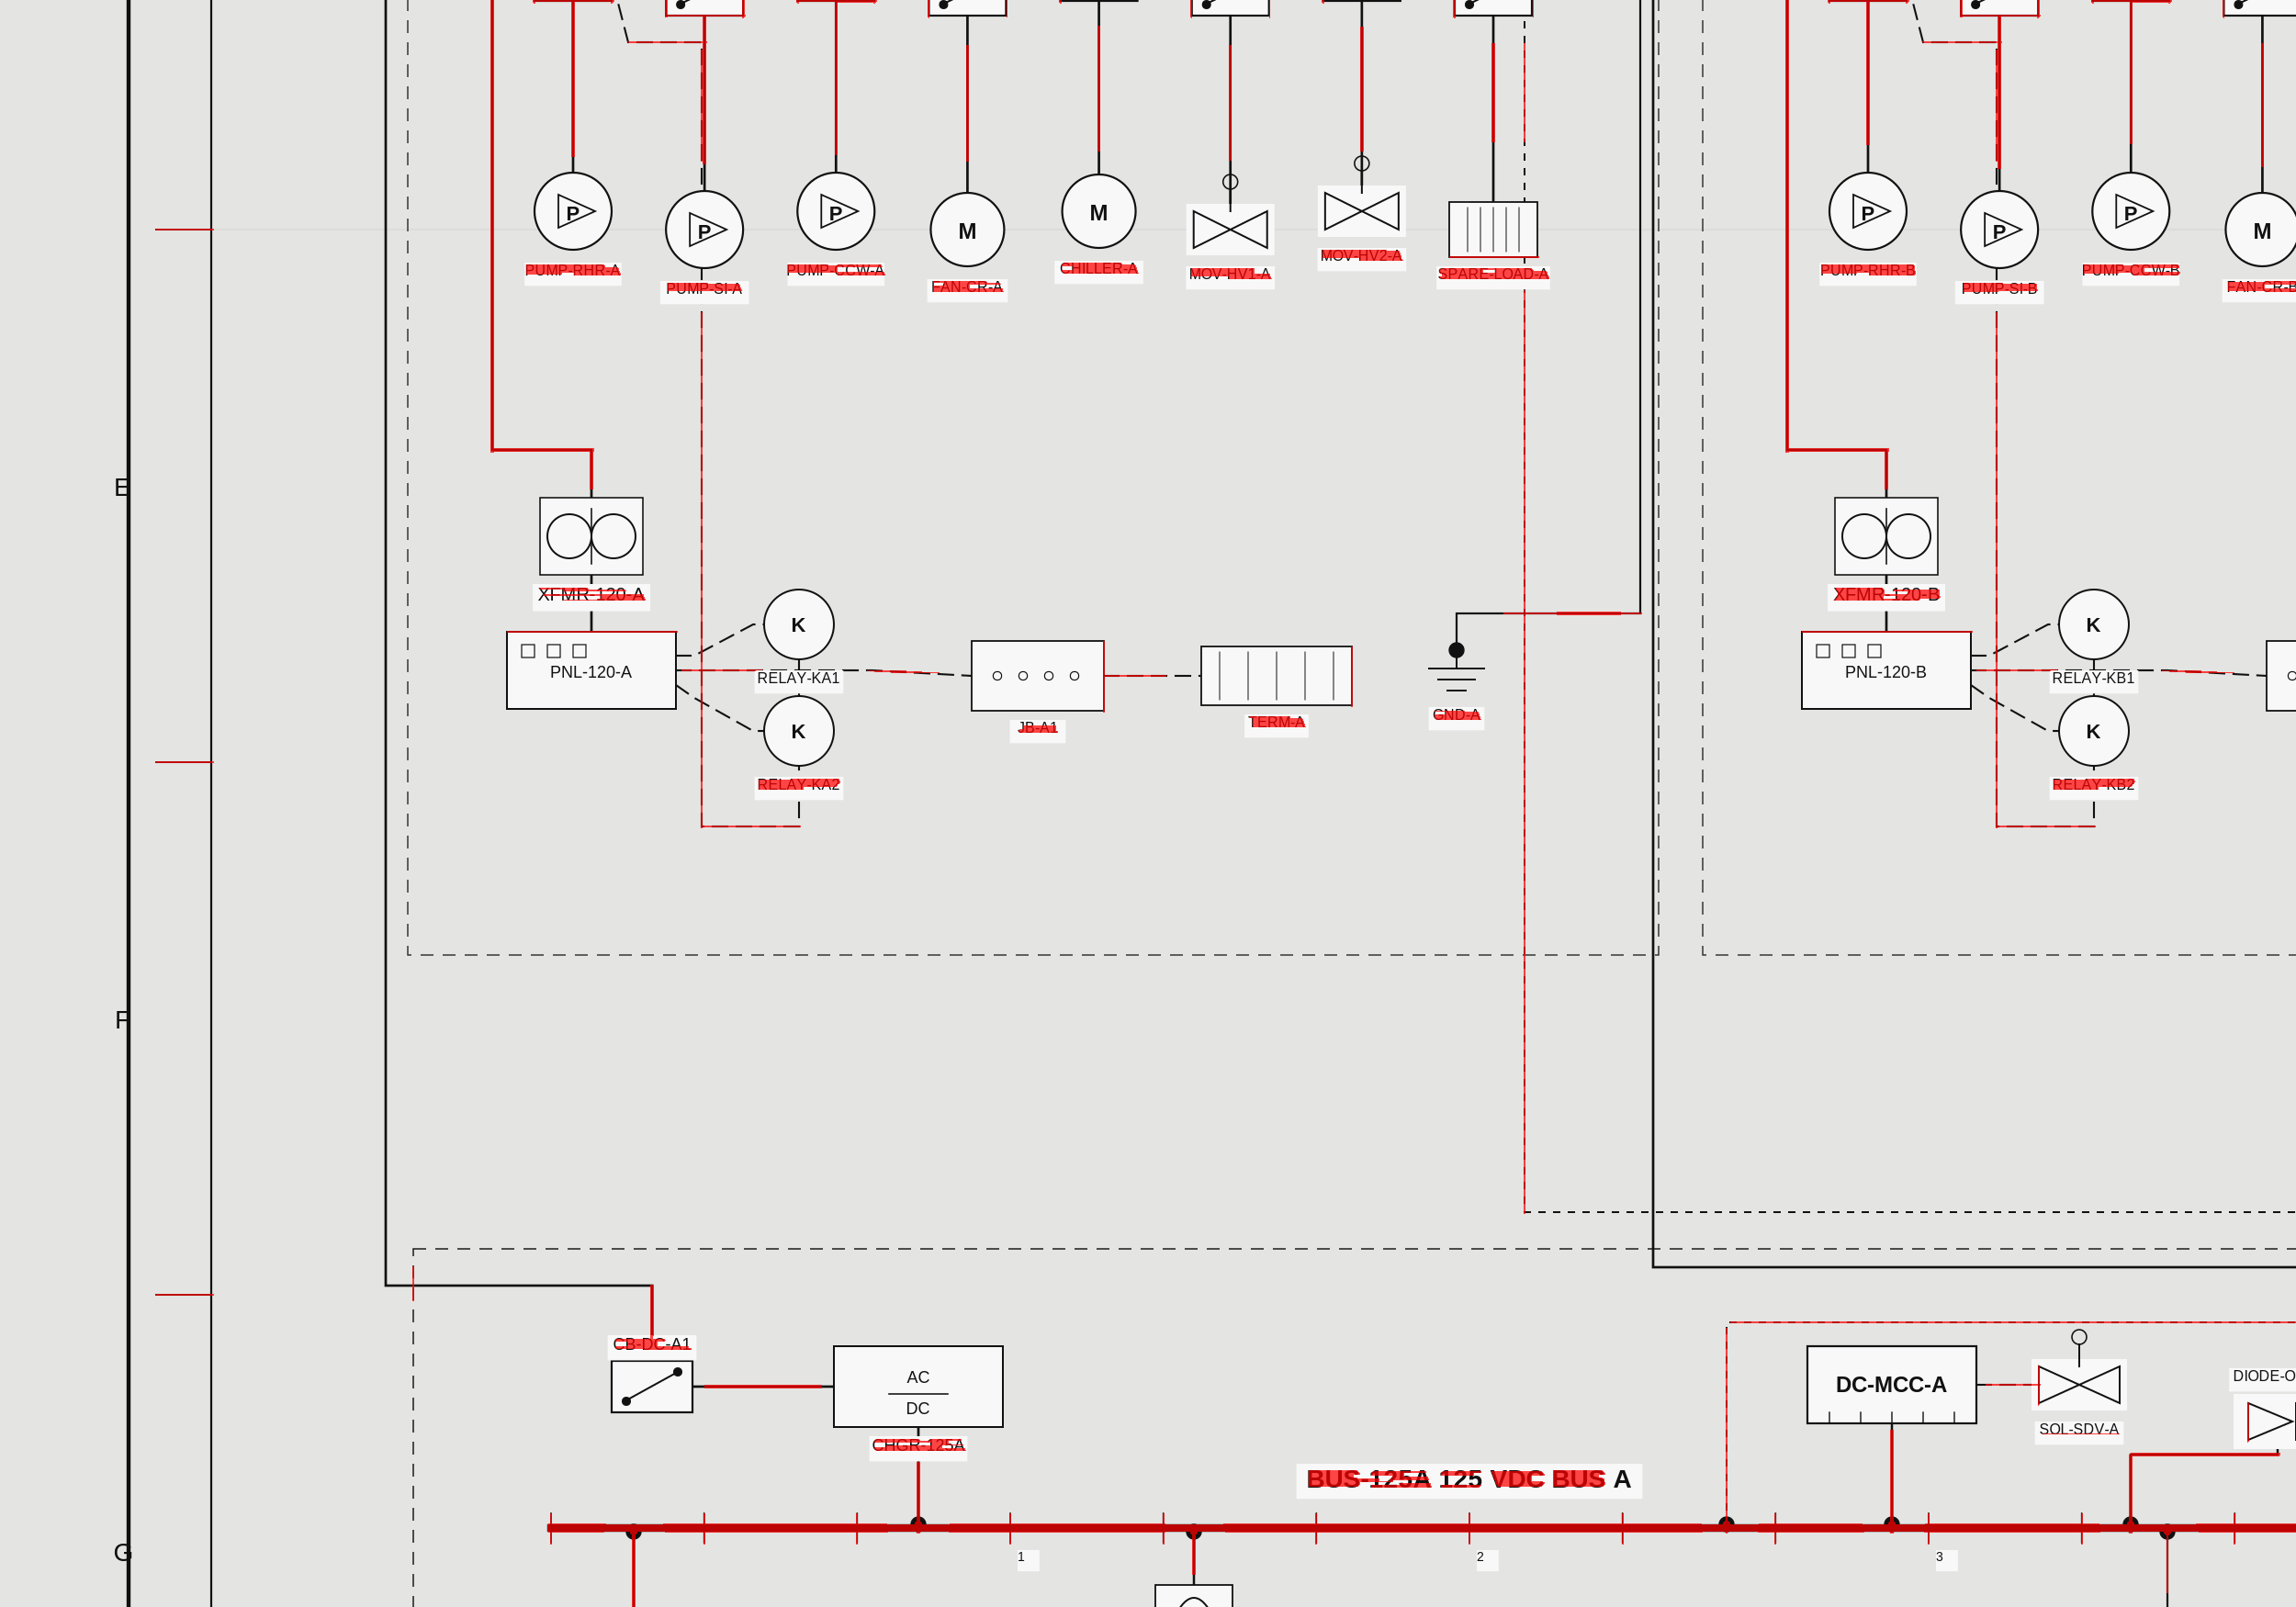 P
P
P
M
M
P
P
P
M
PUMP-RHR-A
PUMP-SI-A
PUMP-CCW-A
FAN-CR-A
CHILLER-A
MOV-HV1-A
MOV-HV2-A
SPARE-LOAD-A
PUMP-RHR-B
PUMP-SI-B
PUMP-CCW-B
FAN-CR-B
E
XFMR-120-A
XFMR-120-B
K
K
PNL-120-A
RELAY-KA1
PNL-120-B
RELAY-KB1
JB-A1
TERM-A
GND-A
K
K
RELAY-KA2
RELAY-KB2
F
CB-DC-A1
AC
DC
CHGR-125A
DC-MCC-A
SOL-SDV-A
DIODE-O
BUS-125A 125 VDC BUS A
G
1
2
3